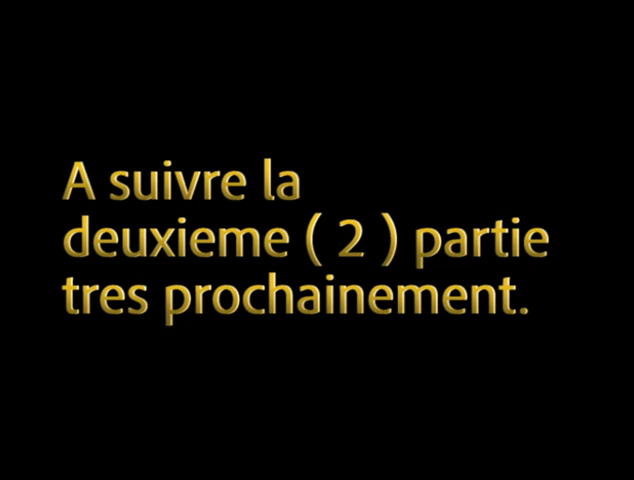 A suivre la
deuxieme ( 2 ) partie
tres prochainement.